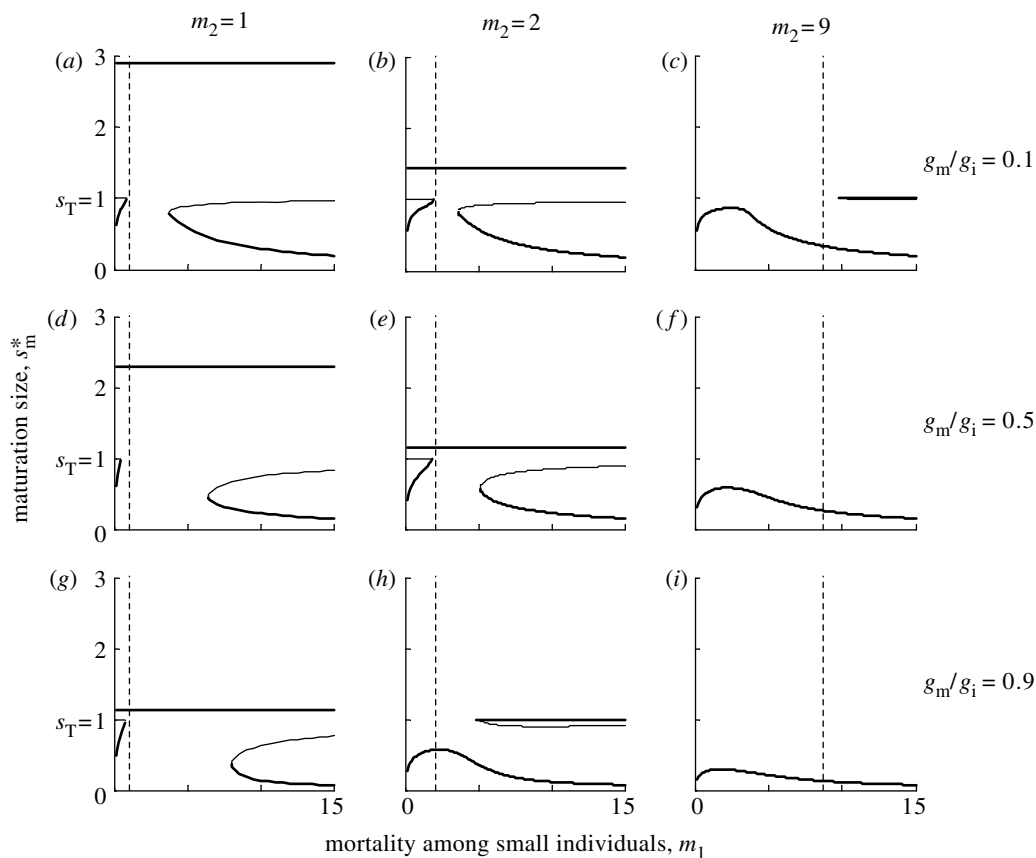 m₂=1
m₂=2
m₂=9
(a)
(b)
(c)
3
2
s_T=1
0
g_m/g_i = 0.1
(d)
(e)
(f)
3
2
s_T=1
0
g_m/g_i = 0.5
maturation size, s*_m
(g)
(h)
(i)
3
2
s_T=1
0
g_m/g_i = 0.9
15
0
15
0
15
mortality among small individuals, m₁